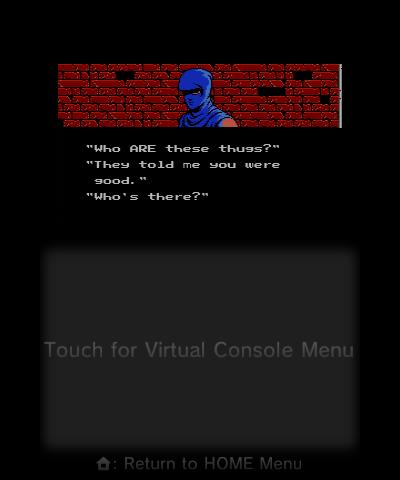 "Who ARE these thugs?"
"They told me you were
good."
"Who's there?"
Touch for Virtual Console Menu
: Return to HOME Menu